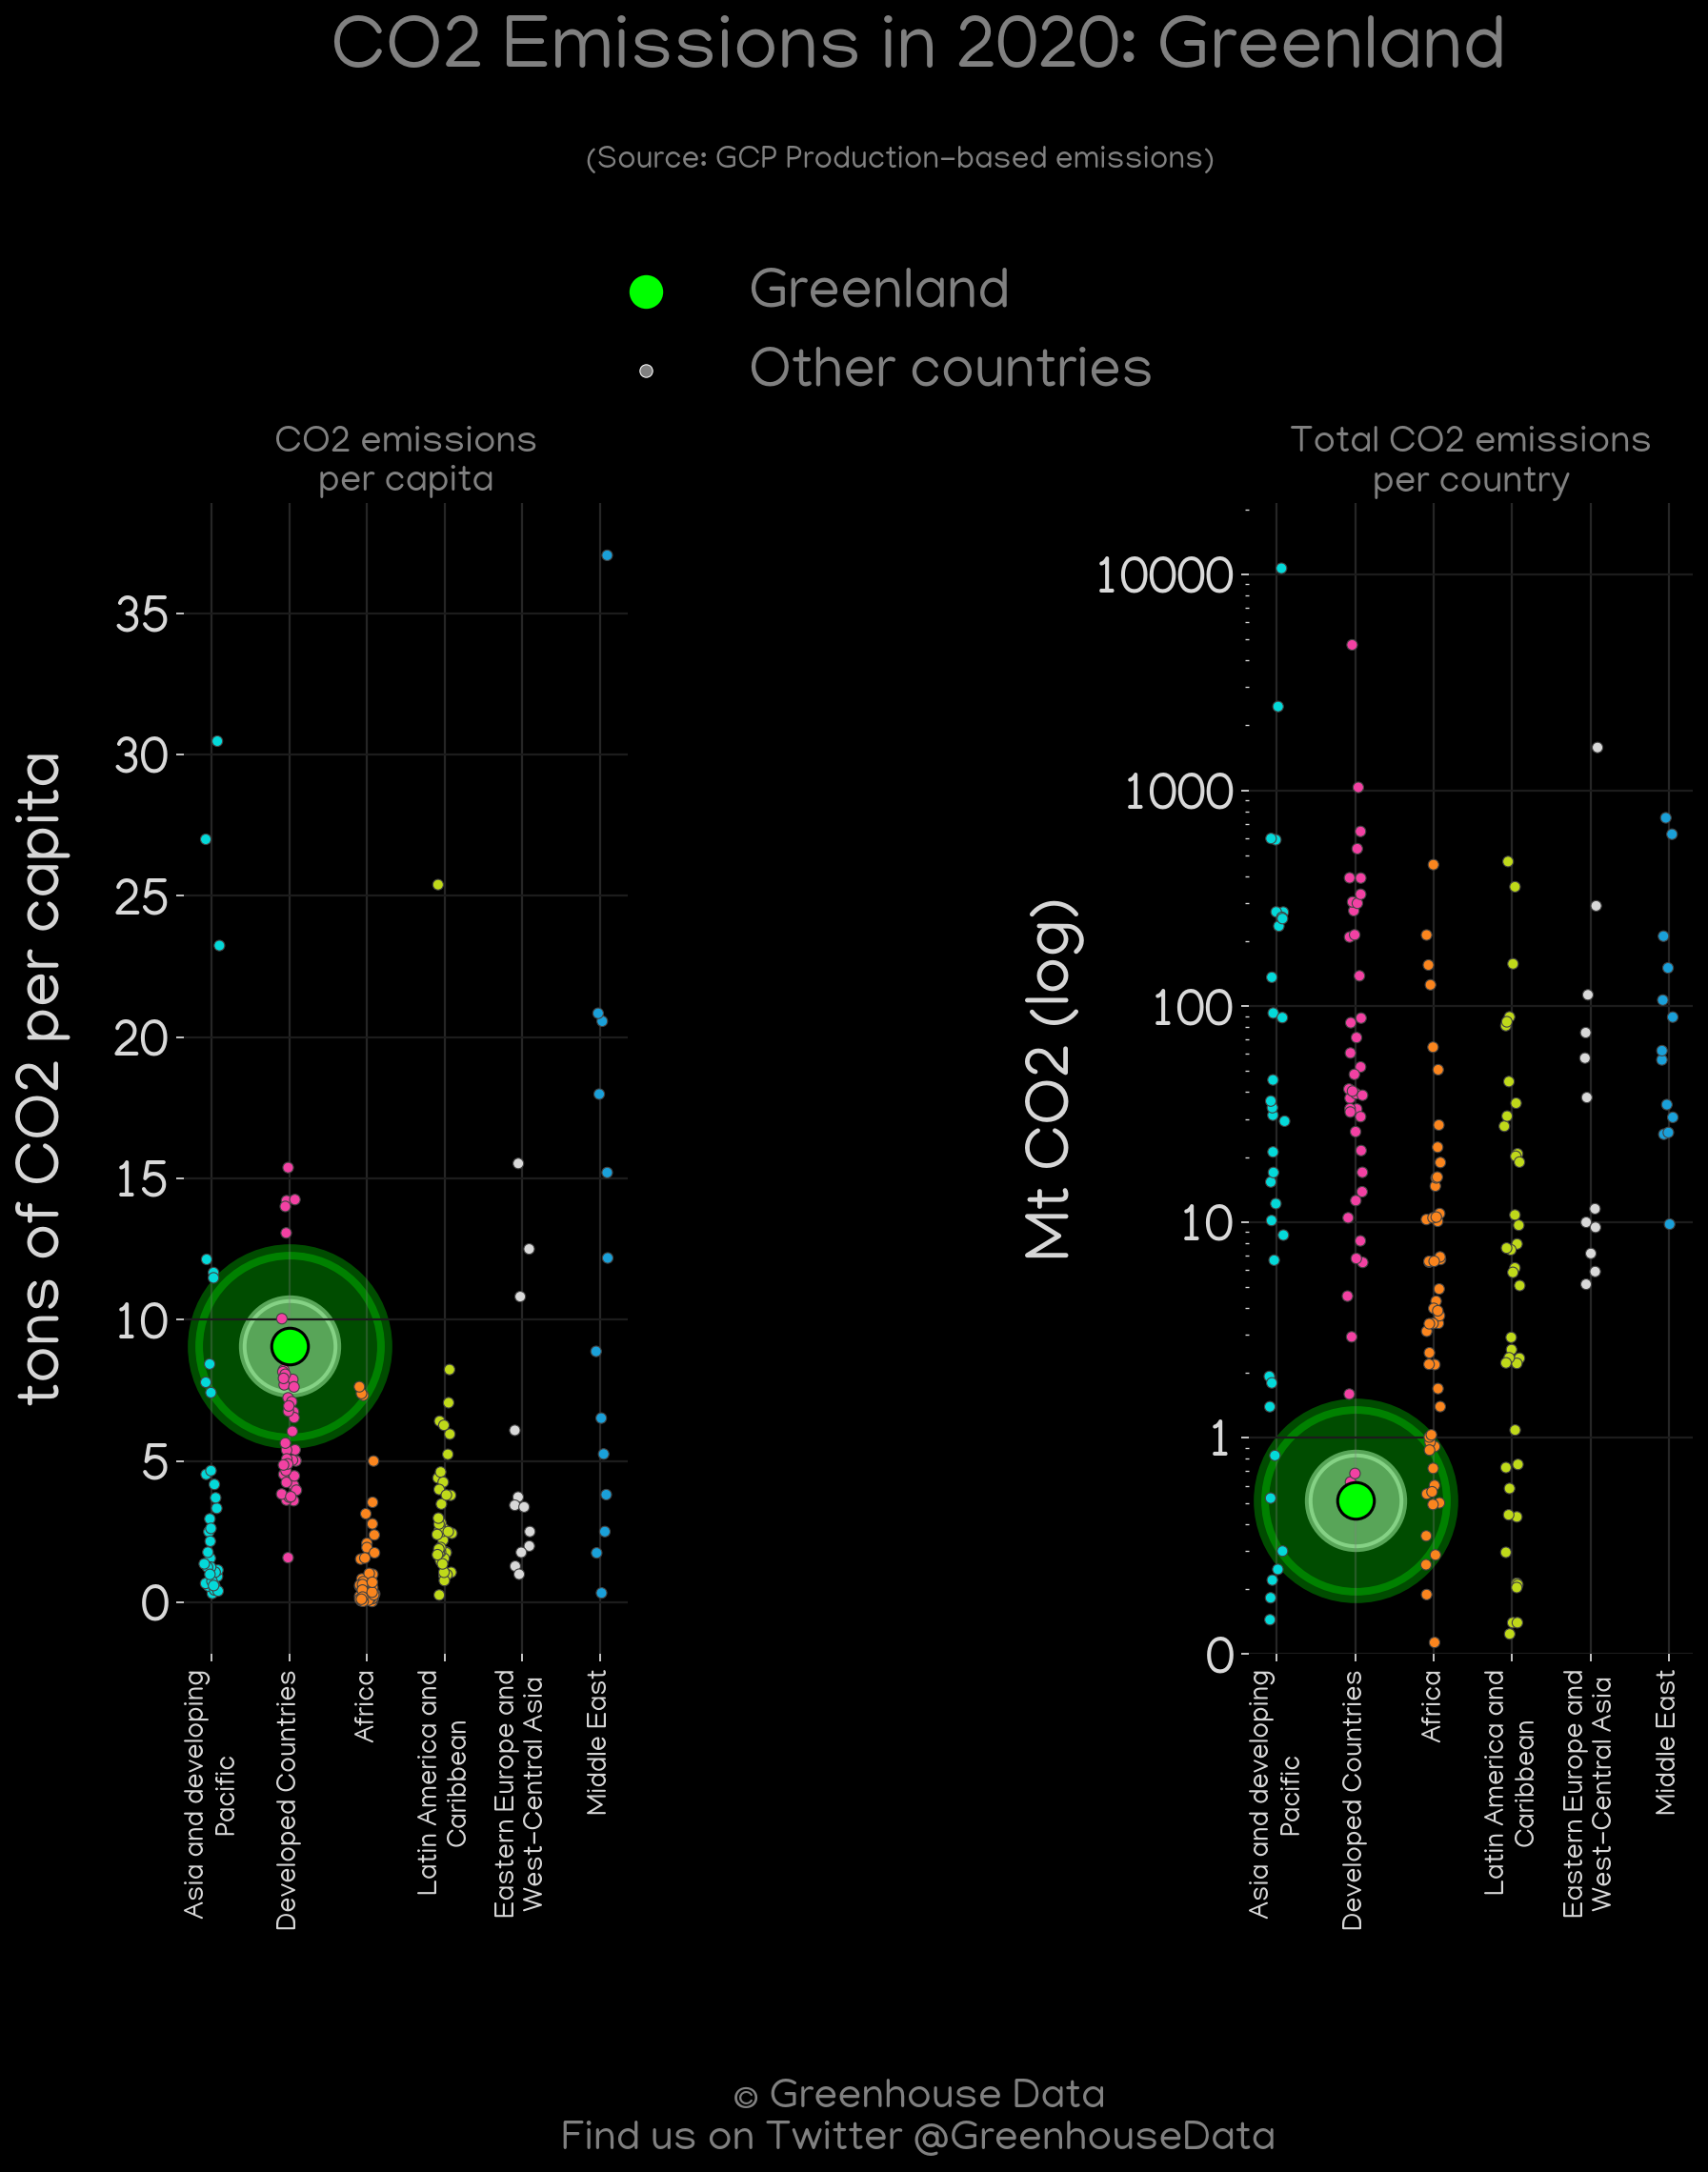 CO2 Emissions in 2020: Greenland
(Source: GCP Production-based emissions)
Greenland
Other countries
CO2 emissions
per capita
tons of CO2 per capita
35
30
25
20
15
10
5
0
Asia and developing
Pacific
Developed Countries
Africa
Latin America and
Caribbean
Eastern Europe and
West-Central Asia
Middle East
Total CO2 emissions
per country
Mt CO2 (log)
10000
1000
100
10
1
0
Asia and developing
Pacific
Developed Countries
Africa
Latin America and
Caribbean
Eastern Europe and
West-Central Asia
Middle East
© Greenhouse Data
Find us on Twitter @GreenhouseData